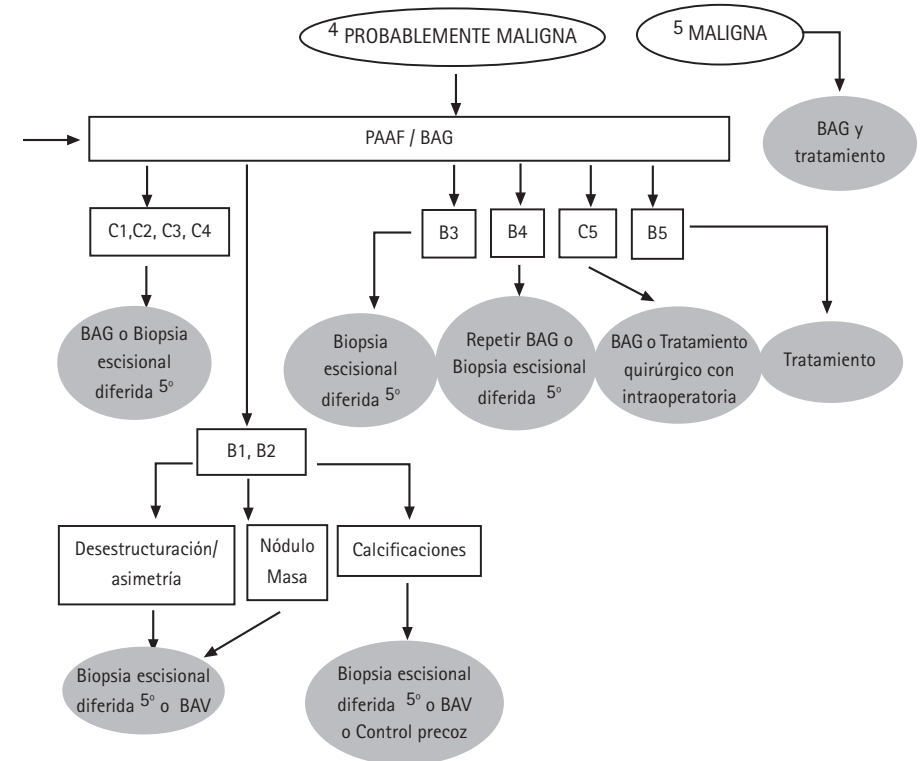 4 PROBABLEMENTE MALIGNA
5 MALIGNA
BAG y
tratamiento
PAAF / BAG
C1,C2, C3, C4
B3
B4
C5
B5
BAG o Biopsia
escisional
diferida 5º
Biopsia
escisional
diferida 5º
Repetir BAG o
Biopsia escisional
diferida 5º
BAG o Tratamiento
quirúrgico con
intraoperatoria
Tratamiento
B1, B2
Desestructuración/
asimetría
Nódulo
Masa
Calcificaciones
Biopsia escisional
diferida 5º o BAV
Biopsia escisional
diferida 5º o BAV
o Control precoz